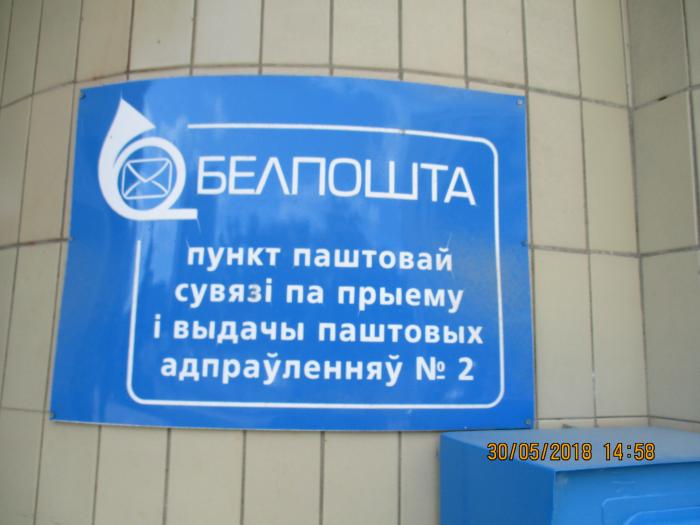 БЕЛПОШТА
пункт паштовай
сувязі па прыему
і выдачы паштовых
адпраўленняў № 2
30/05/2018 14:58